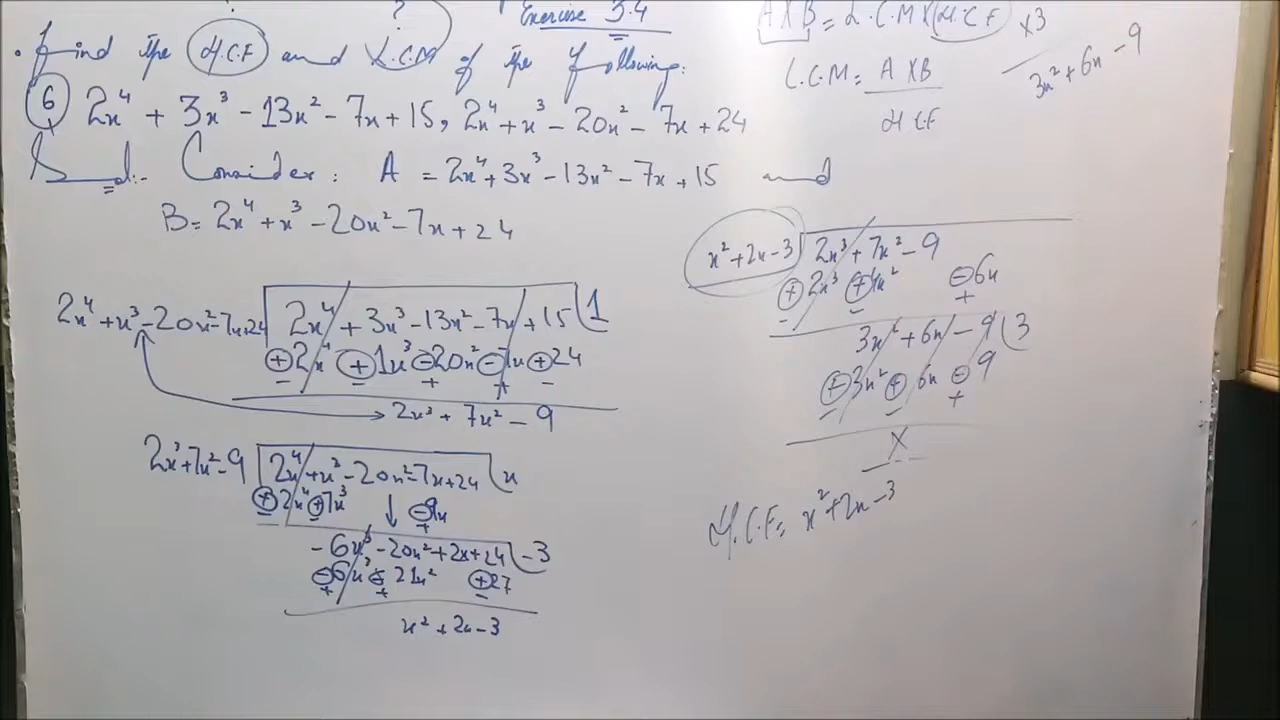 Exercise 3.4
• Find the H.C.F and L.C.M of the following:
6 2x⁴ + 3x³ - 13x² - 7x + 15, 2x⁴ + x³ - 20x² - 7x + 24
Sol:- Consider: A = 2x⁴ + 3x³ - 13x² - 7x + 15 and
B = 2x⁴ + x³ - 20x² - 7x + 24
2x⁴ + x³ - 20x² - 7x + 24 2x⁴ + 3x³ - 13x² - 7x + 15 1
+2x⁴ + 1x³ - 20x² - 7x + 24
- - + + -
2x³ + 7x² - 9
2x³ + 7x² - 9 2x⁴ + x³ - 20x² - 7x + 24 x
+2x⁴ + 7x³ - 9x
- - +
- 6x³ - 20x² + 2x + 24 - 3
- 6x³ - 21x² + 27
+ + -
x² + 2x - 3
A X B = L.C.M X H.C.F
L.C.M = A X B
H.C.F
X 3
3x² + 6x - 9
x² + 2x - 3 2x³ + 7x² - 9
+2x³ + 4x² - 6x
- - +
3x² + 6x - 9 3
+3x² + 6x - 9
- - +
X
H.C.F = x² + 2x - 3